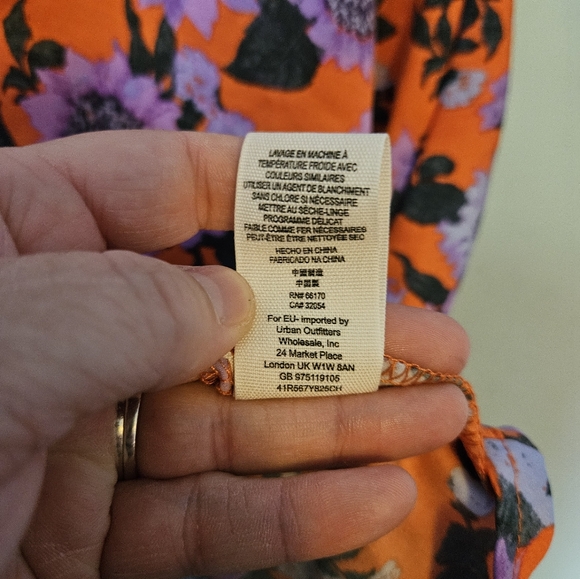 LAVAGE EN MACHINE À
TEMPÉRATURE FROIDE AVEC
COULEURS SIMILAIRES
UTILISER UN AGENT DE BLANCHIMENT
SANS CHLORE SI NÉCESSAIRE
METTRE AU SÈCHE-LINGE
PROGRAMME DÉLICAT
FAIBLE COMME FER NÉCESSAIRES
PEUT-ÊTRE ÊTRE NETTOYÉE SEC
HECHO EN CHINA
FABRICADO NA CHINA
中國製造
中国製
RN# 66170
CA# 32054
For EU- imported by
Urban Outfitters
Wholesale, Inc
24 Market Place
London UK W1W 8AN
GB 975119105
41R567Y825CH